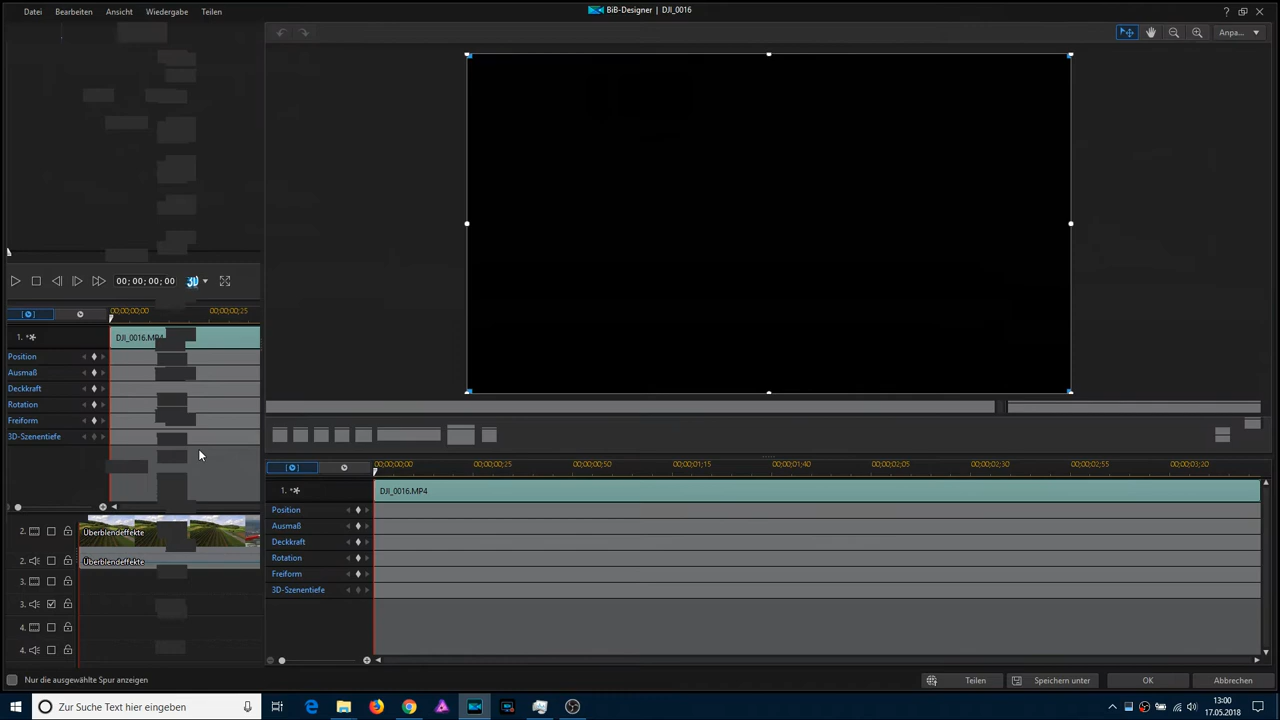 Datei Bearbeiten Ansicht Wiedergabe Teilen
BiB-Designer | DJI_0016
Anpa...
00; 00; 00; 00
3D
00;00;00;00 00;00;00;25
1.
DJI_0016.MP4
Position
Ausmaß
Deckkraft
Rotation
Freiform
3D-Szenentiefe
00;00;00;00 00;00;00;25 00;00;00;50 00;00;01;15 00;00;01;40 00;00;02;05 00;00;02;30 00;00;02;55 00;00;03;20
1.
DJI_0016.MP4
Position
Ausmaß
Deckkraft
Rotation
Freiform
3D-Szenentiefe
2. Überblendeffekte
2. Überblendeffekte
3.
3.
4.
4.
Nur die ausgewählte Spur anzeigen
Teilen Speichern unter OK Abbrechen
Zur Suche Text hier eingeben
13:00
17.05.2018